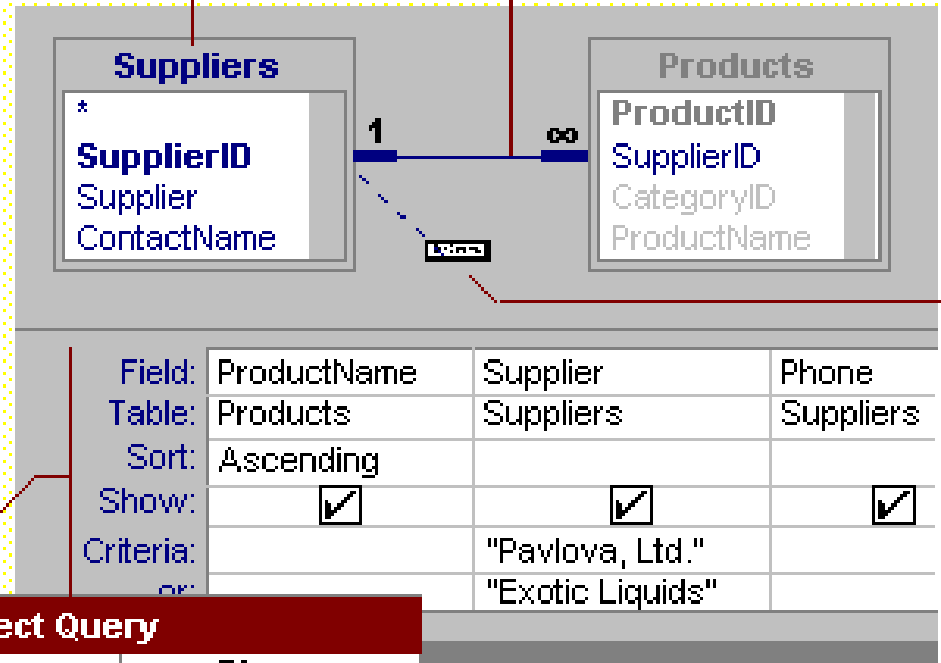 Suppliers
*
SupplierID
Supplier
ContactName
1
∞
Products
ProductID
SupplierID
CategoryID
ProductName
Field: ProductName Supplier Phone
Table: Products Suppliers Suppliers
Sort: Ascending
Show:
Criteria: "Pavlova, Ltd."
or: "Exotic Liquids"
ect Query